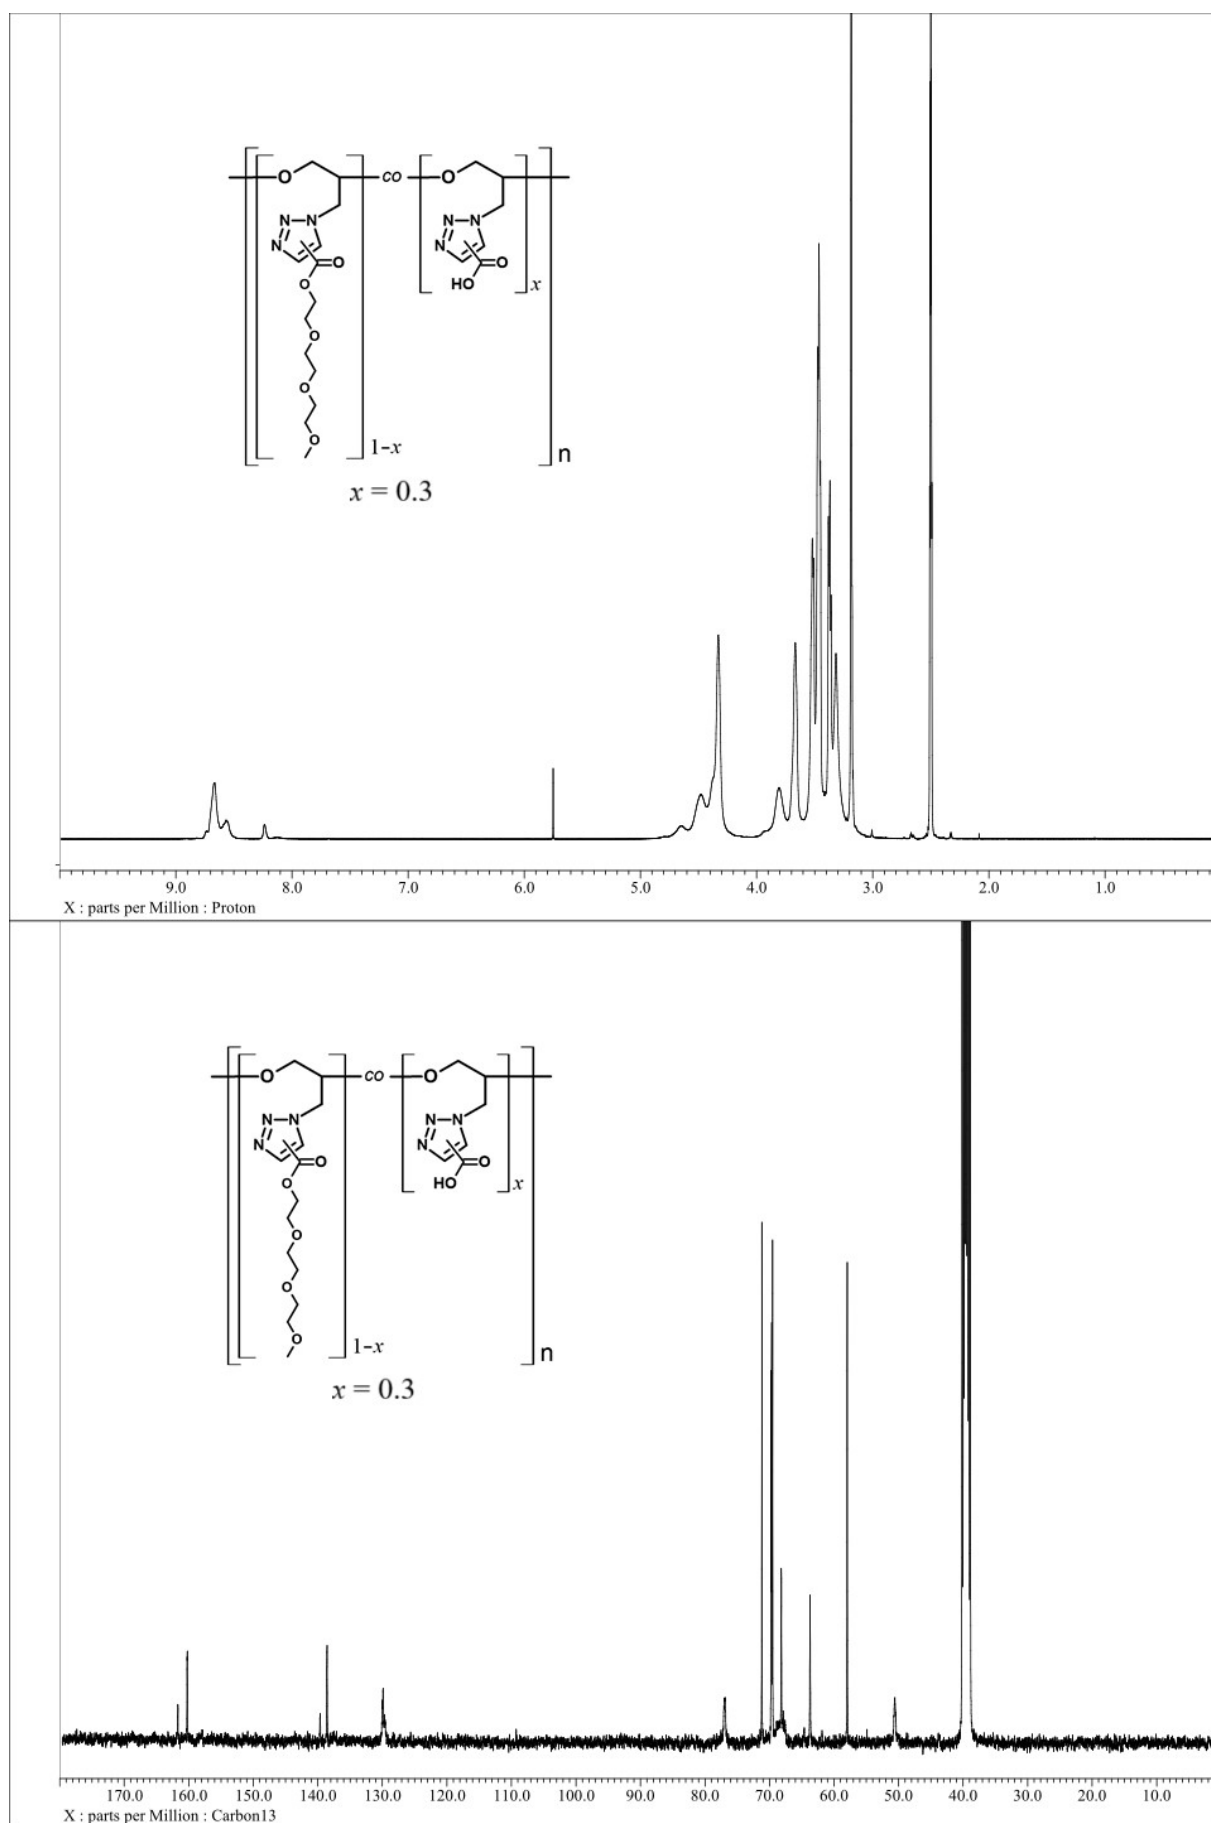 O
co
O
N N
N N
N N
O
O
O
HO
x
O
O
O
1-x
n
x = 0.3
9.0 8.0 7.0 6.0 5.0 4.0 3.0 2.0 1.0
X : parts per Million : Proton
O
co
O
N N
N N
N N
O
O
O
HO
x
O
O
O
1-x
n
x = 0.3
170.0 160.0 150.0 140.0 130.0 120.0 110.0 100.0 90.0 80.0 70.0 60.0 50.0 40.0 30.0 20.0 10.0
X : parts per Million : Carbon13